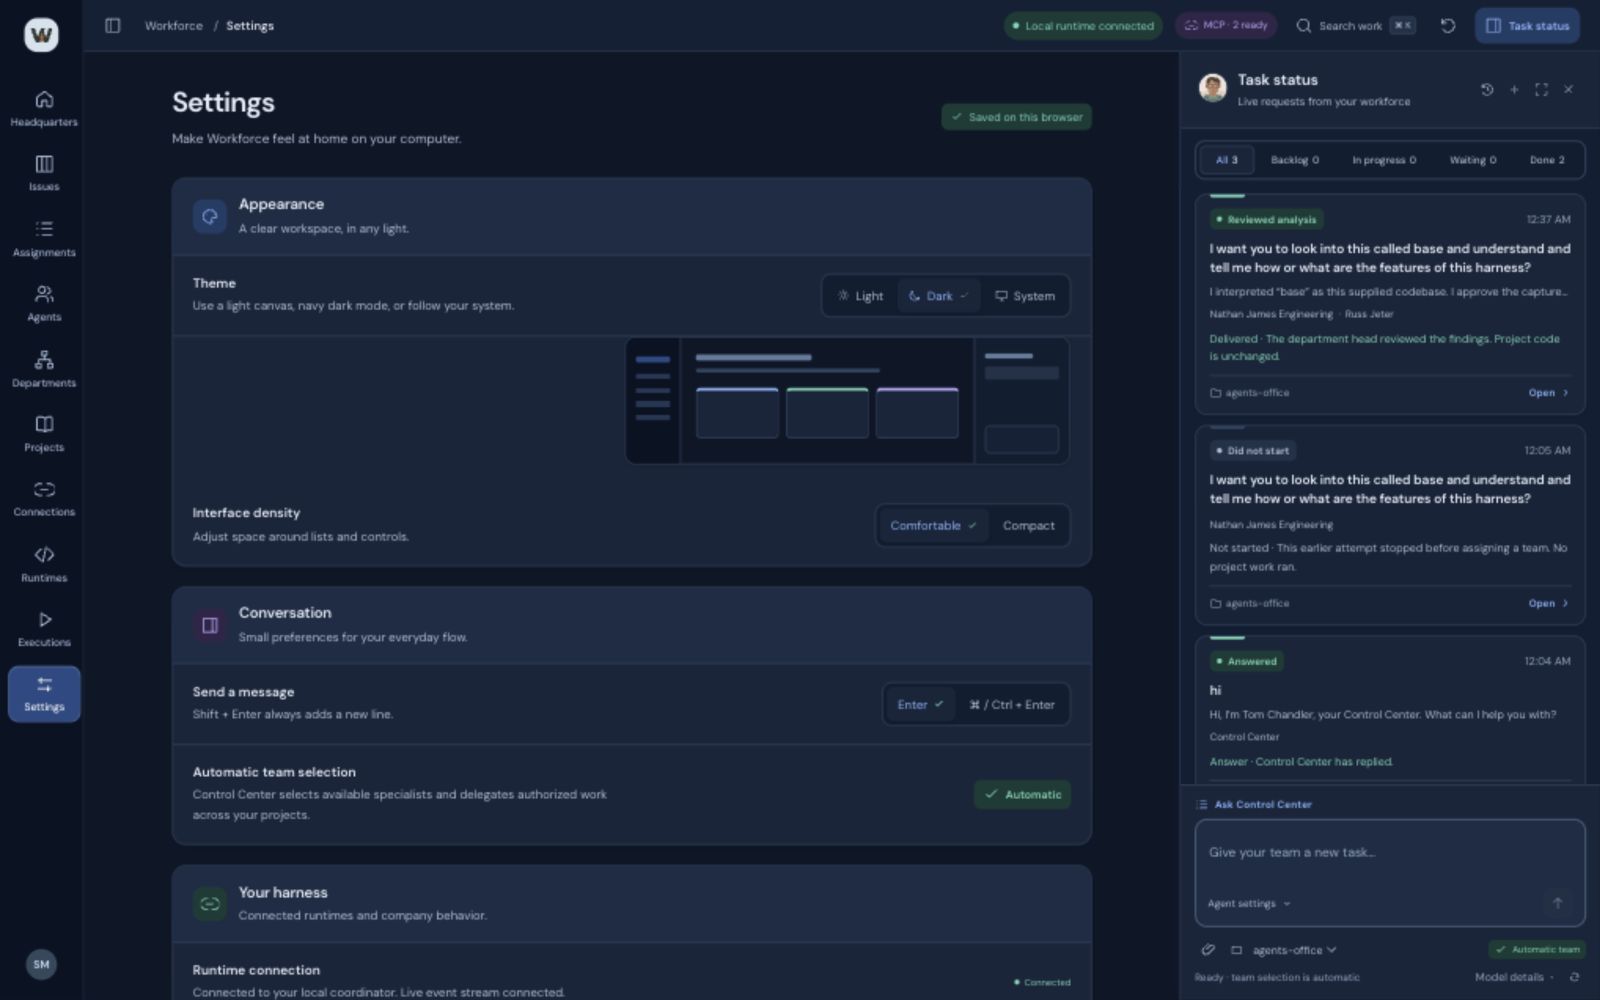 W
Workforce / Settings
Local runtime connected
MCP · 2 ready
Search work ⌘ K
Task status
Headquarters
Issues
Assignments
Agents
Departments
Projects
Connections
Runtimes
Executions
Settings
SM
Settings
Make Workforce feel at home on your computer.
Saved on this browser
Appearance
A clear workspace, in any light.
Theme
Use a light canvas, navy dark mode, or follow your system.
Light Dark System
Interface density
Adjust space around lists and controls.
Comfortable Compact
Conversation
Small preferences for your everyday flow.
Send a message
Shift + Enter always adds a new line.
Enter ⌘ / Ctrl + Enter
Automatic team selection
Control Center selects available specialists and delegates authorized work
across your projects.
Automatic
Your harness
Connected runtimes and company behavior.
Runtime connection
Connected to your local coordinator. Live event stream connected.
Connected
Task status
Live requests from your workforce
All 3 Backlog 0 In progress 0 Waiting 0 Done 2
Reviewed analysis 12:37 AM
I want you to look into this called base and understand and
tell me how or what are the features of this harness?
I interpreted “base” as this supplied codebase. I approve the capture...
Nathan James Engineering · Russ Jeter
Delivered · The department head reviewed the findings. Project code
is unchanged.
agents-office Open
Did not start 12:05 AM
I want you to look into this called base and understand and
tell me how or what are the features of this harness?
Nathan James Engineering
Not started · This earlier attempt stopped before assigning a team. No
project work ran.
agents-office Open
Answered 12:04 AM
hi
Hi, I'm Tom Chandler, your Control Center. What can I help you with?
Control Center
Answer · Control Center has replied.
Ask Control Center
Give your team a new task...
Agent settings
agents-office
Automatic team
Ready · team selection is automatic
Model details